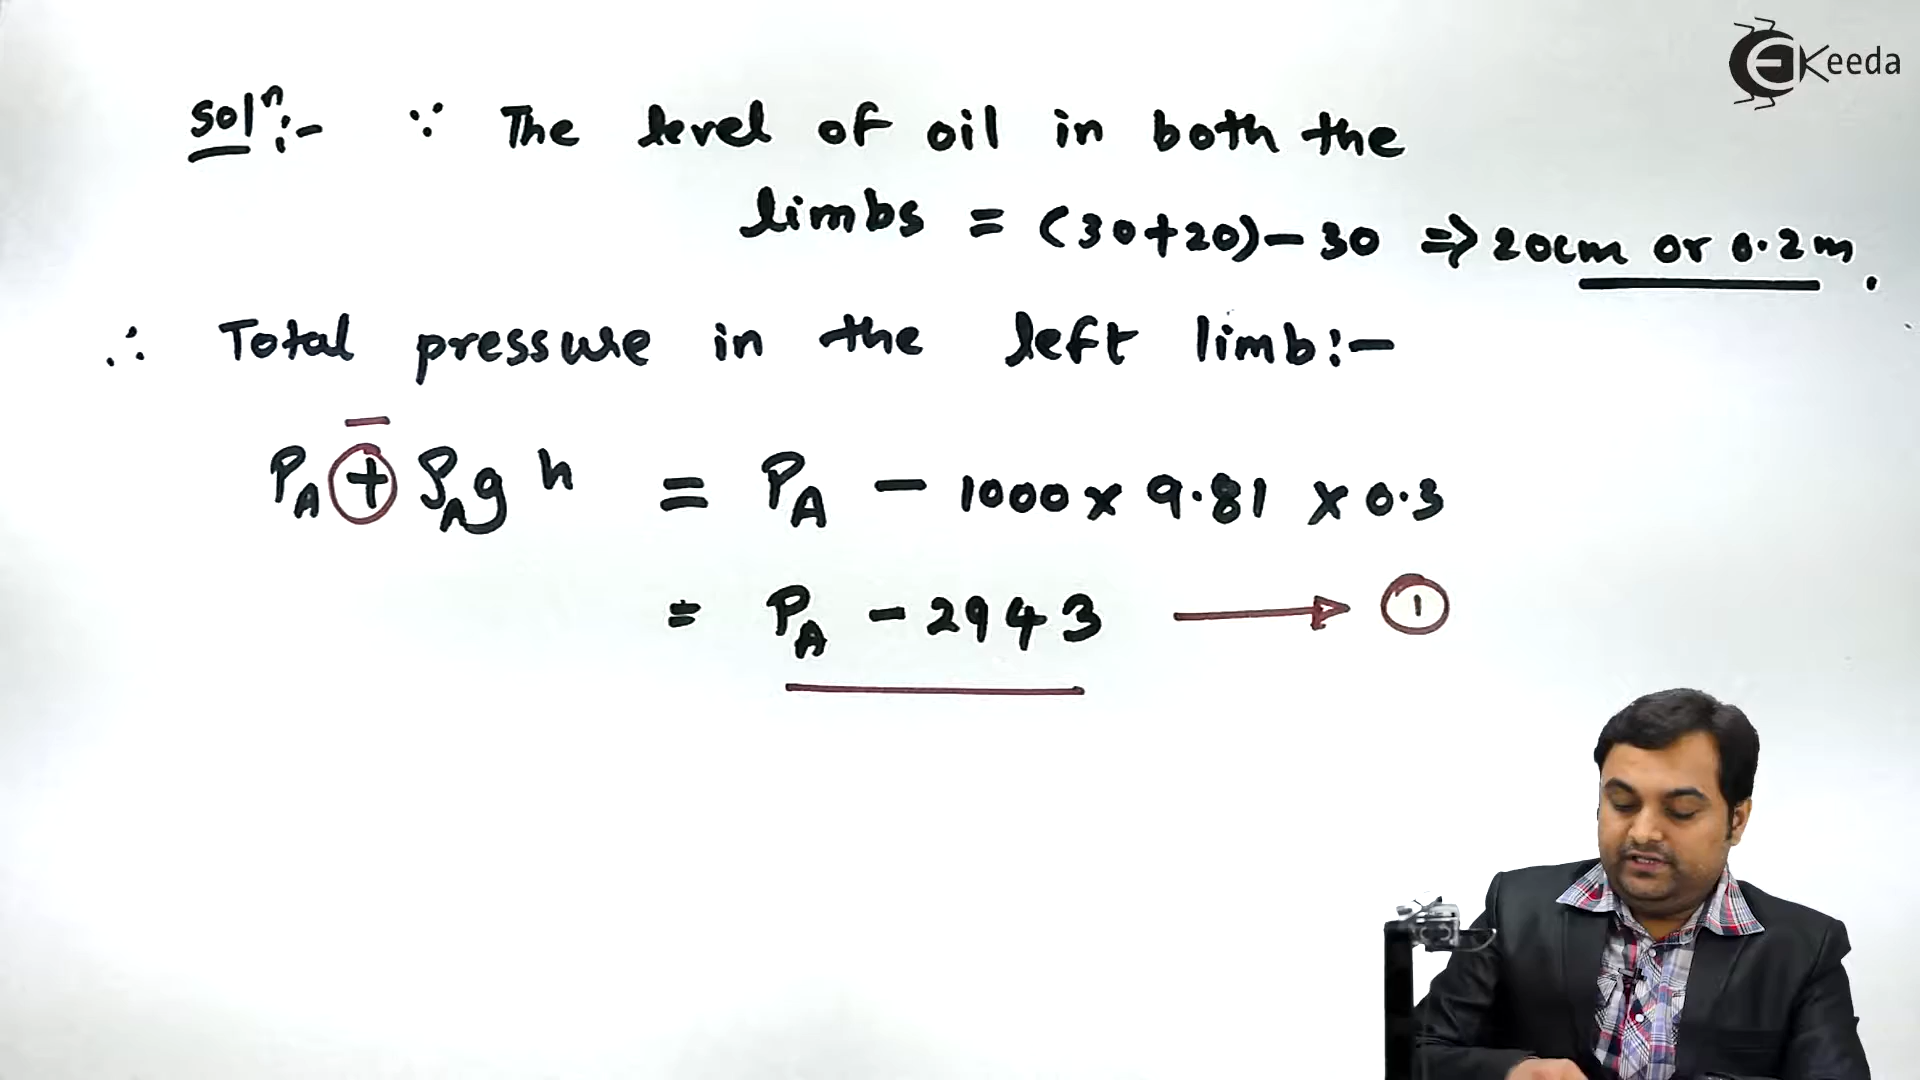 Ekeeda
Solⁿ:- ∵ The level of oil in both the
limbs = (30+20)-30 ⇒ 20cm or 0.2m.
∴ Total pressure in the left limb:-
—
P_A + ρ_A g h = P_A - 1000 × 9.81 × 0.3
= P_A - 2943 ⟶ ①